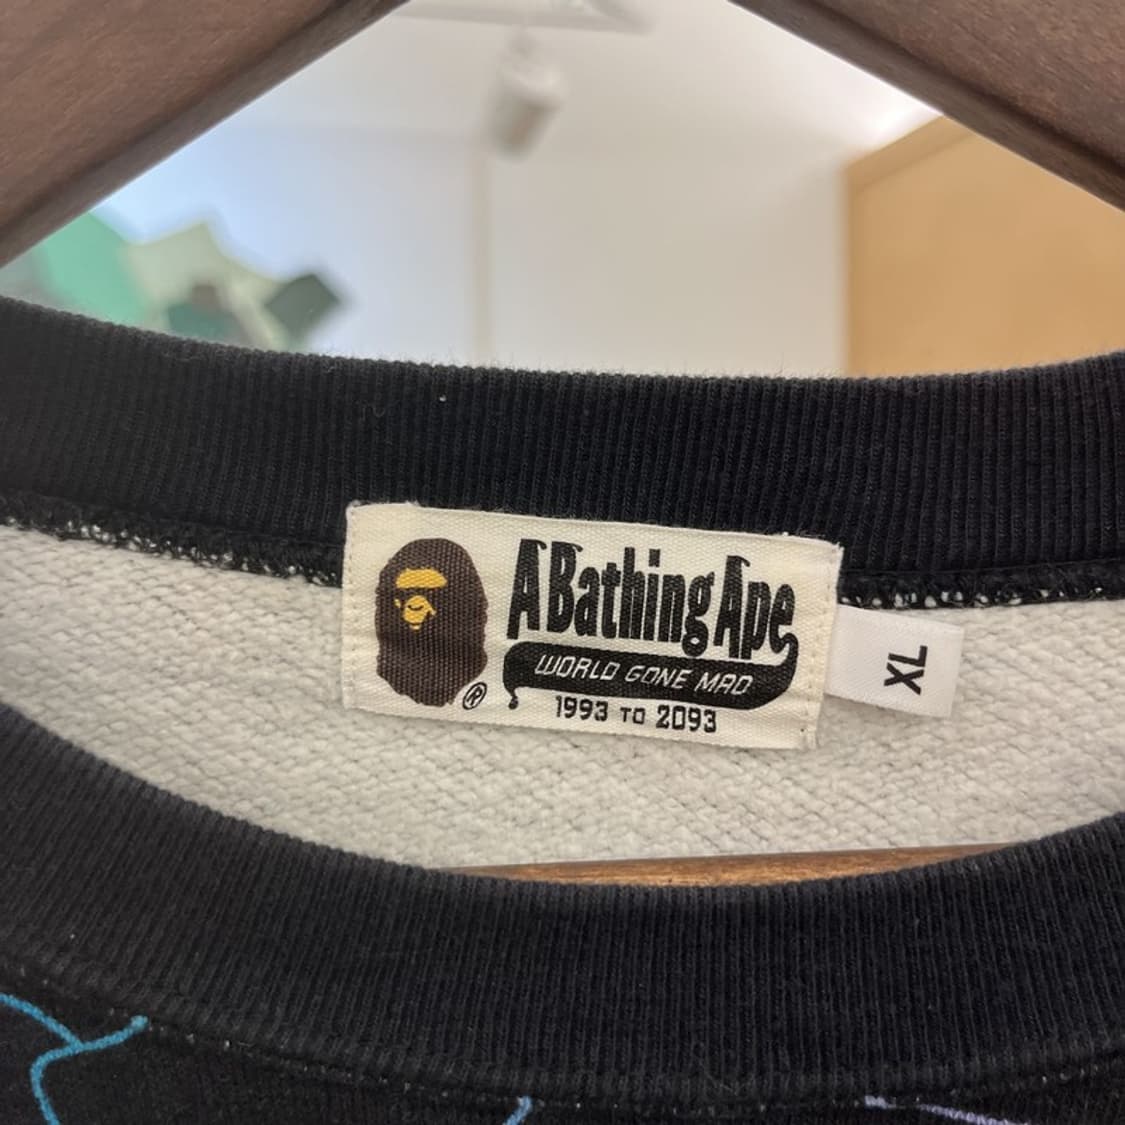 A Bathing Ape
WORLD GONE MAD
®
1993 TO 2093
XL